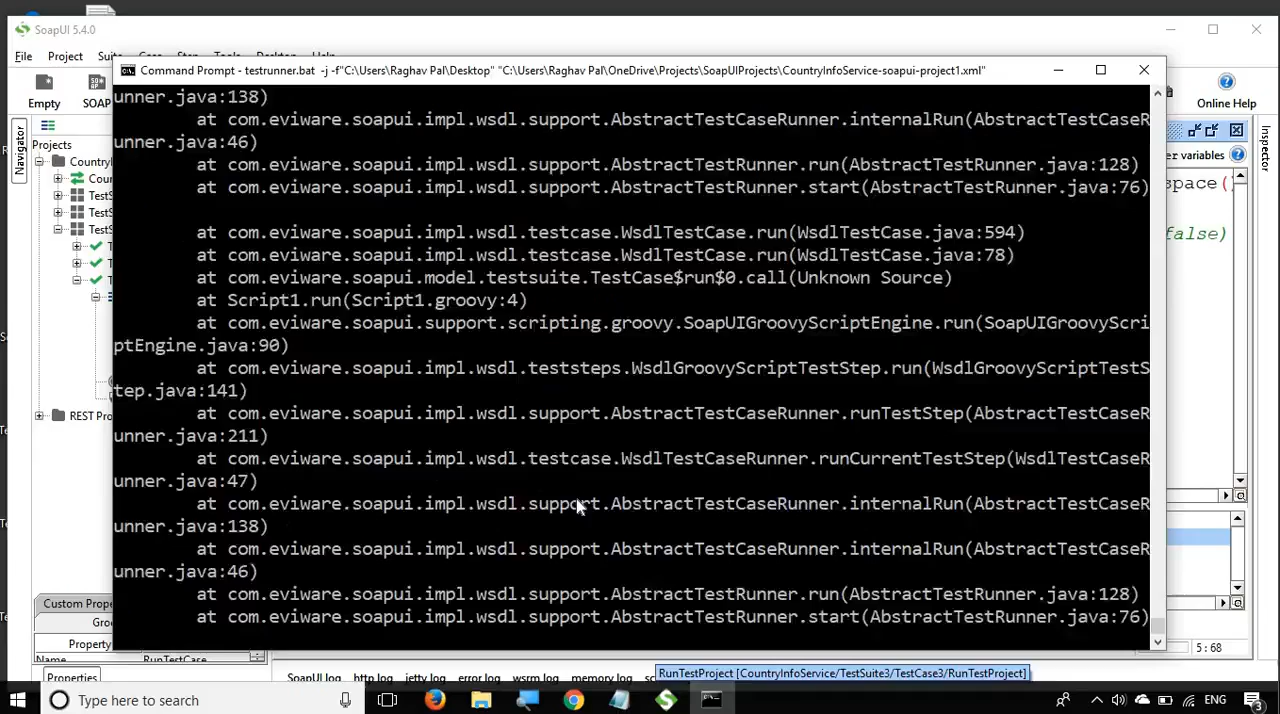 SoapUI 5.4.0
File Project
Command Prompt - testrunner.bat -j -f"C:\Users\Raghav Pal\Desktop" "C:\Users\Raghav Pal\OneDrive\Projects\SoapUIProjects\CountryInfoService-soapui-project1.xml"
Empty SOAP Online Help
Navigator
Projects
Inspector
REST Pro
unner.java:138)
at com.eviware.soapui.impl.wsdl.support.AbstractTestCaseRunner.internalRun(AbstractTestCaseR
unner.java:46)
at com.eviware.soapui.impl.wsdl.support.AbstractTestRunner.run(AbstractTestRunner.java:128)
at com.eviware.soapui.impl.wsdl.support.AbstractTestRunner.start(AbstractTestRunner.java:76)
at com.eviware.soapui.impl.wsdl.testcase.WsdlTestCase.run(WsdlTestCase.java:594)
at com.eviware.soapui.impl.wsdl.testcase.WsdlTestCase.run(WsdlTestCase.java:78)
at com.eviware.soapui.model.testsuite.TestCase$run$0.call(Unknown Source)
at Script1.run(Script1.groovy:4)
at com.eviware.soapui.support.scripting.groovy.SoapUIGroovyScriptEngine.run(SoapUIGroovyScri
ptEngine.java:90)
at com.eviware.soapui.impl.wsdl.teststeps.WsdlGroovyScriptTestStep.run(WsdlGroovyScriptTestS
tep.java:141)
at com.eviware.soapui.impl.wsdl.support.AbstractTestCaseRunner.runTestStep(AbstractTestCaseR
unner.java:211)
at com.eviware.soapui.impl.wsdl.testcase.WsdlTestCaseRunner.runCurrentTestStep(WsdlTestCaseR
unner.java:47)
at com.eviware.soapui.impl.wsdl.support.AbstractTestCaseRunner.internalRun(AbstractTestCaseR
unner.java:138)
at com.eviware.soapui.impl.wsdl.support.AbstractTestCaseRunner.internalRun(AbstractTestCaseR
unner.java:46)
at com.eviware.soapui.impl.wsdl.support.AbstractTestRunner.run(AbstractTestRunner.java:128)
at com.eviware.soapui.impl.wsdl.support.AbstractTestRunner.start(AbstractTestRunner.java:76)
er variables
space()
false)
5 : 68
Custom Prope
Property
Name RunTestCase
Properties
SoapUI log http log jetty log error log wsrm log memory log
RunTestProject [CountryInfoService/TestSuite3/TestCase3/RunTestProject]
Type here to search
ENG
3